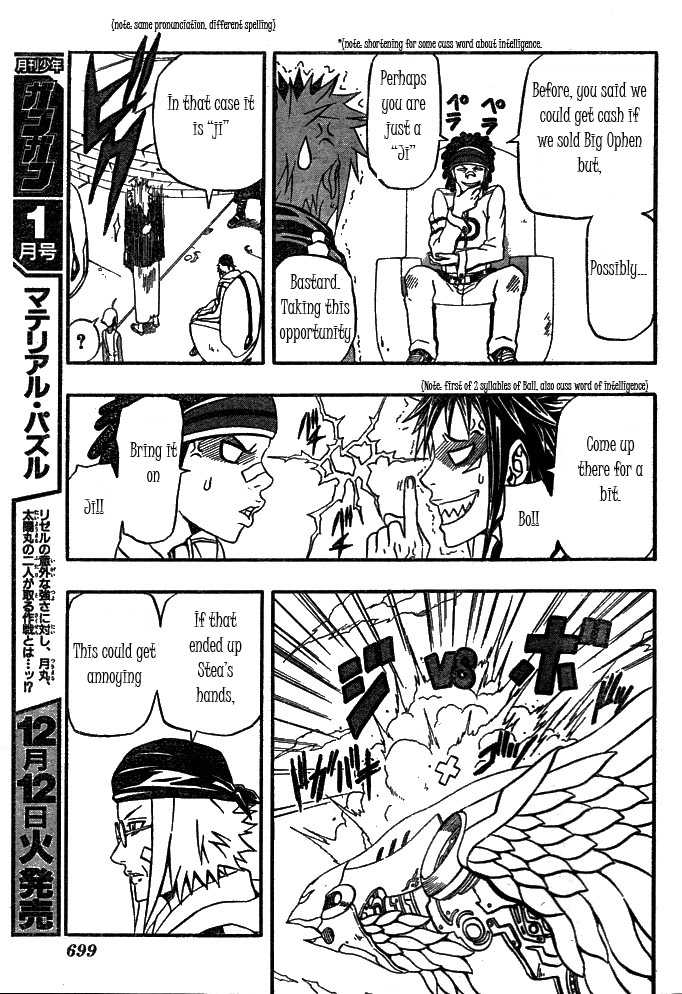 {note: same pronunciation, different spelling}
*{note: shortening for some cuss word about intelligence.
Before, you said we
could get cash if
we sold Big Ophen
but,
Possibly....
ペラ
ペラ
Perhaps
you are
just a
"Ji"
Bastard..
Taking this
opportunity
In that case it
is "ji"
?
{Note: first of 2 syllables of Ball, also cuss word of intelligence}
Come up
there for a
bit.
Bo!!
Bring it
on
Ji!!
ボ
VS
ジ
If that
ended up
Stea's
hands,
This could get
annoying
699
月刊少年
ガンガン
1
月号
マテリアル・パズル
リゼルの意外な強さに対し、月丸、
太陽丸の二人が取る作戦とは…ッ!?
12月12日火発売